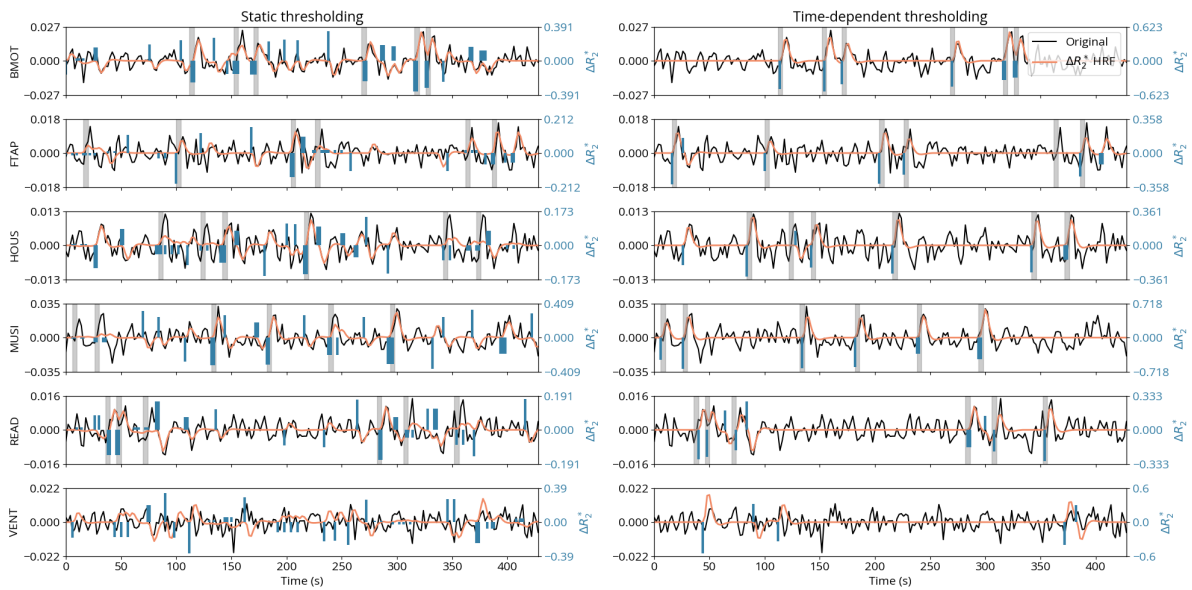 Static thresholding
Time-dependent thresholding
BMOT
0.027
0.000
−0.027
0.391
0.000
−0.391
ΔR₂*
0.027
0.000
−0.027
Original
ΔR₂* HRF
0.623
0.000
−0.623
ΔR₂*
FTAP
0.018
0.000
−0.018
0.212
0.000
−0.212
ΔR₂*
0.018
0.000
−0.018
0.358
0.000
−0.358
ΔR₂*
HOUS
0.013
0.000
−0.013
0.173
0.000
−0.173
ΔR₂*
0.013
0.000
−0.013
0.361
0.000
−0.361
ΔR₂*
MUSI
0.035
0.000
−0.035
0.409
0.000
−0.409
ΔR₂*
0.035
0.000
−0.035
0.718
0.000
−0.718
ΔR₂*
READ
0.016
0.000
−0.016
0.191
0.000
−0.191
ΔR₂*
0.016
0.000
−0.016
0.333
0.000
−0.333
ΔR₂*
VENT
0.022
0.000
−0.022
0.39
0.00
−0.39
ΔR₂*
0.022
0.000
−0.022
0.6
0.0
−0.6
ΔR₂*
0 50 100 150 200 250 300 350 400
Time (s)
0 50 100 150 200 250 300 350 400
Time (s)